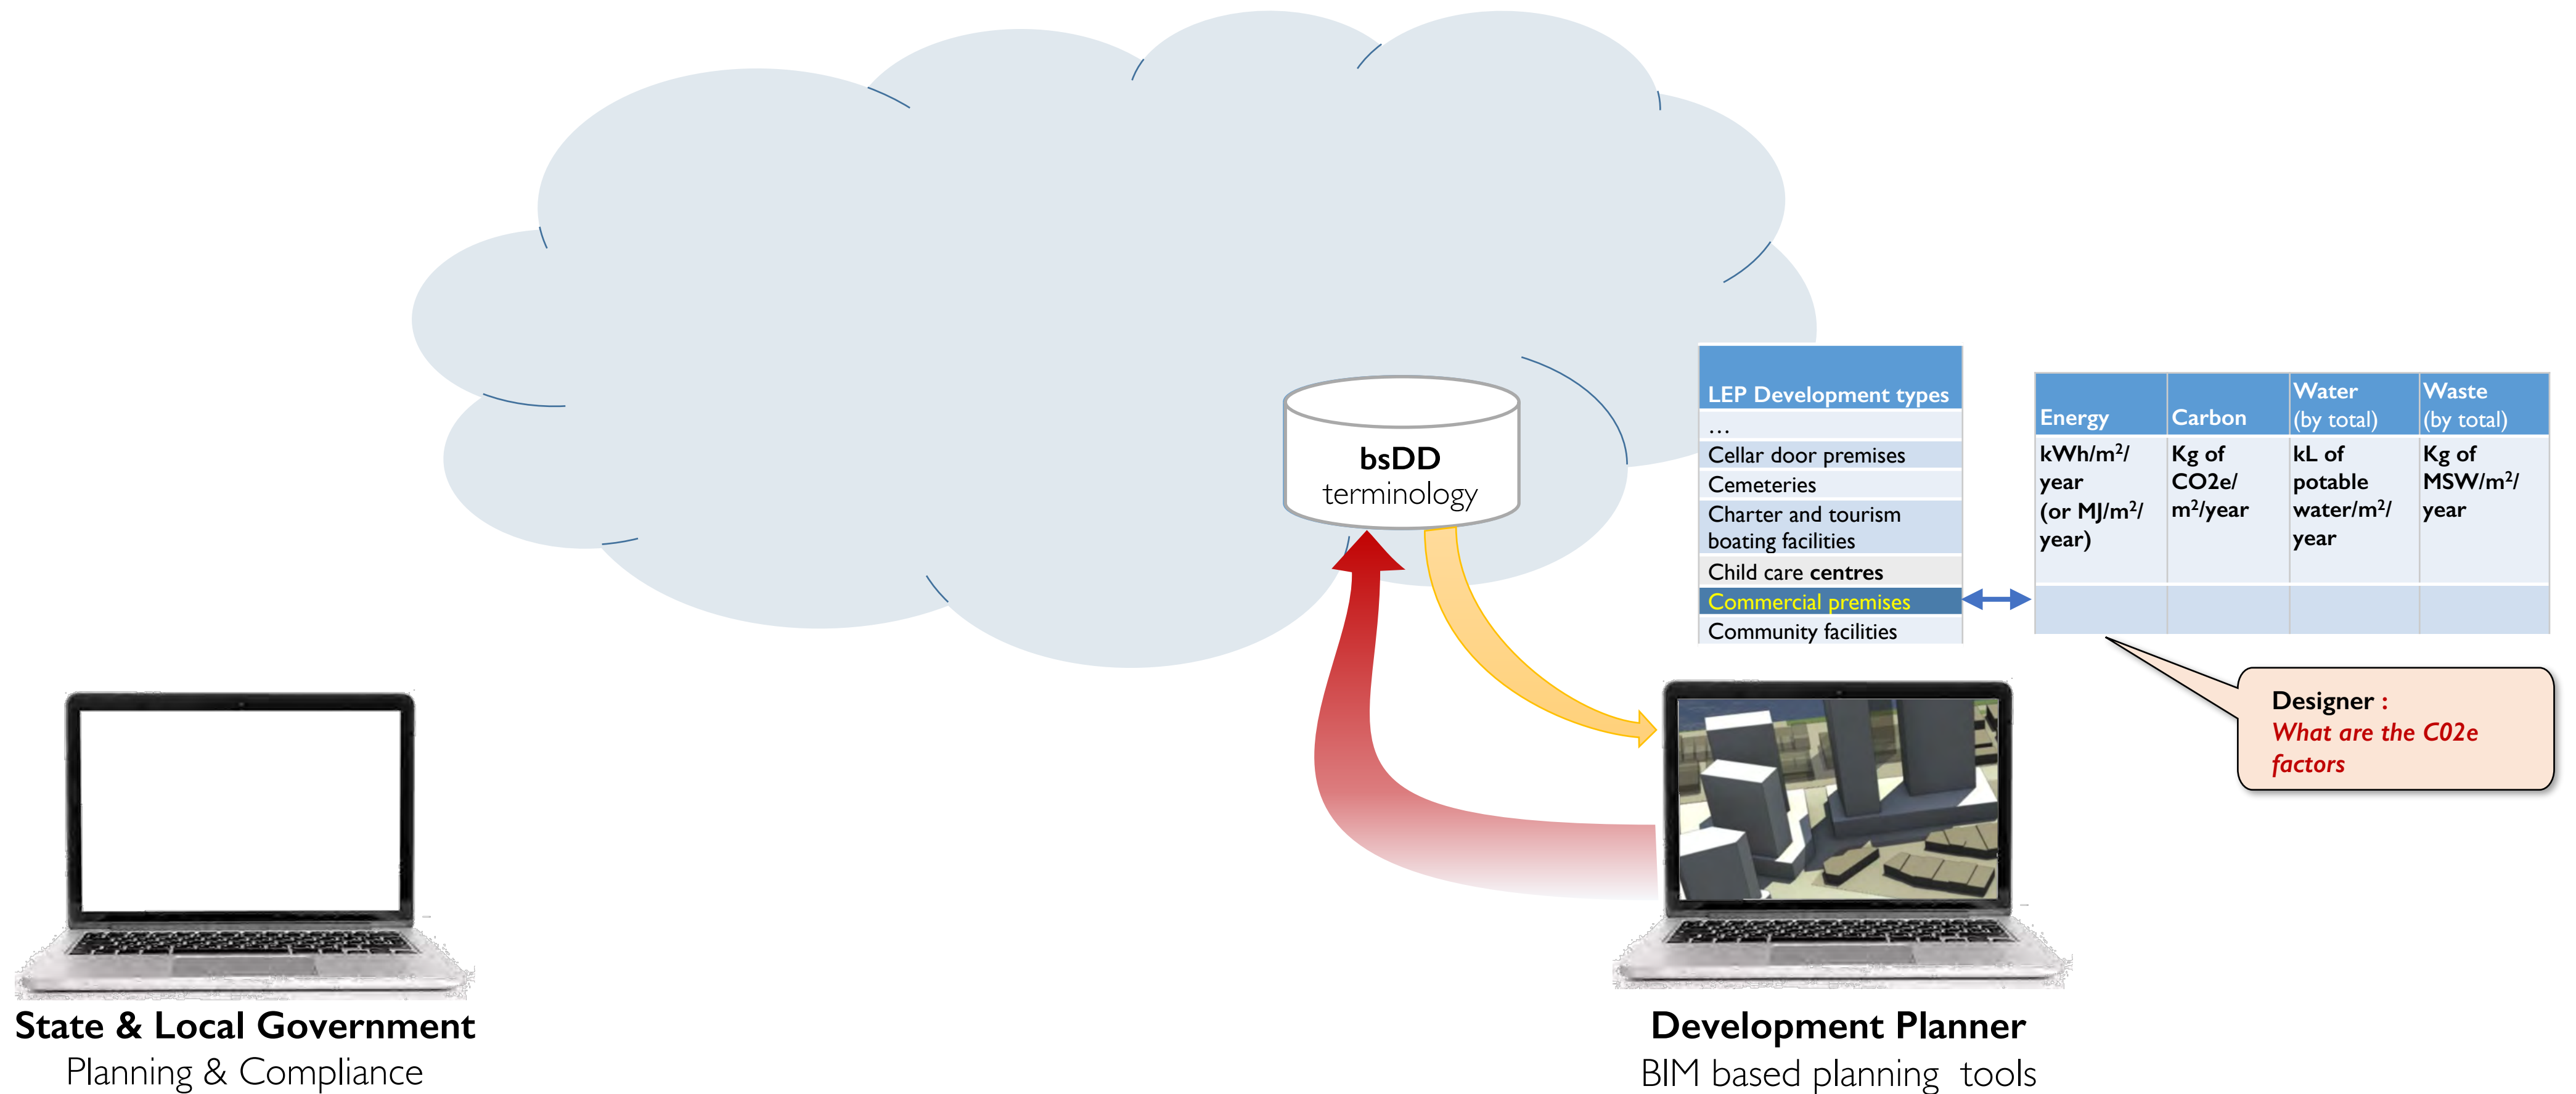 bsDD
terminology
LEP Development types
...
Cellar door premises
Cemeteries
Charter and tourism
boating facilities
Child care centres
Commercial premises
Community facilities
Energy
Carbon
Water
(by total)
Waste
(by total)
kWh/m²/
year
(or MJ/m²/
year)
Kg of
CO2e/
m²/year
kL of
potable
water/m²/
year
Kg of
MSW/m²/
year
Designer :
What are the C02e
factors
State & Local Government
Planning & Compliance
Development Planner
BIM based planning tools